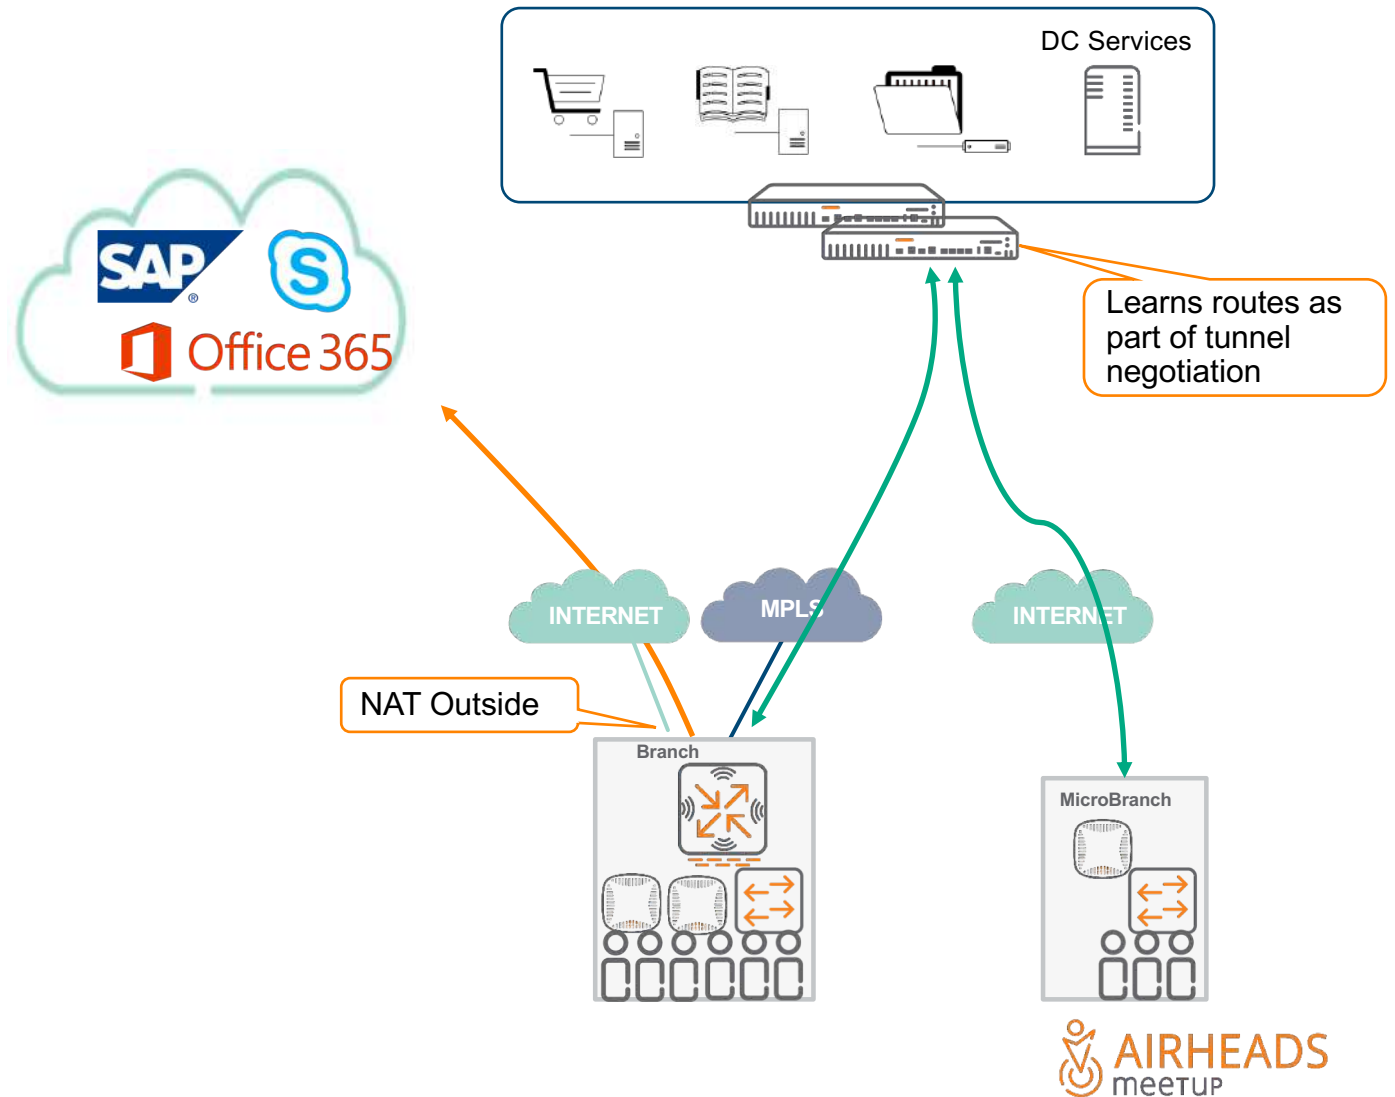 DC Services
SAP
®
S
Office 365
Learns routes as
part of tunnel
negotiation
INTERNET
MPLS
INTERNET
NAT Outside
Branch
MicroBranch
AIRHEADS
meetup